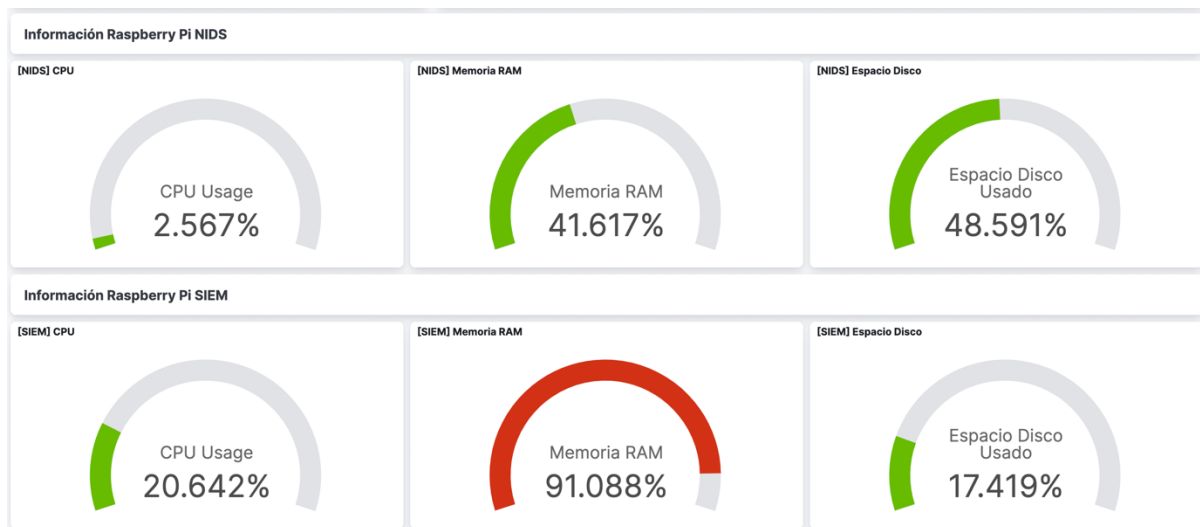 Información Raspberry Pi NIDS
[NIDS] CPU
[NIDS] Memoria RAM
[NIDS] Espacio Disco
CPU Usage
2.567%
Memoria RAM
41.617%
Espacio Disco
Usado
48.591%
Información Raspberry Pi SIEM
[SIEM] CPU
[SIEM] Memoria RAM
[SIEM] Espacio Disco
CPU Usage
20.642%
Memoria RAM
91.088%
Espacio Disco
Usado
17.419%